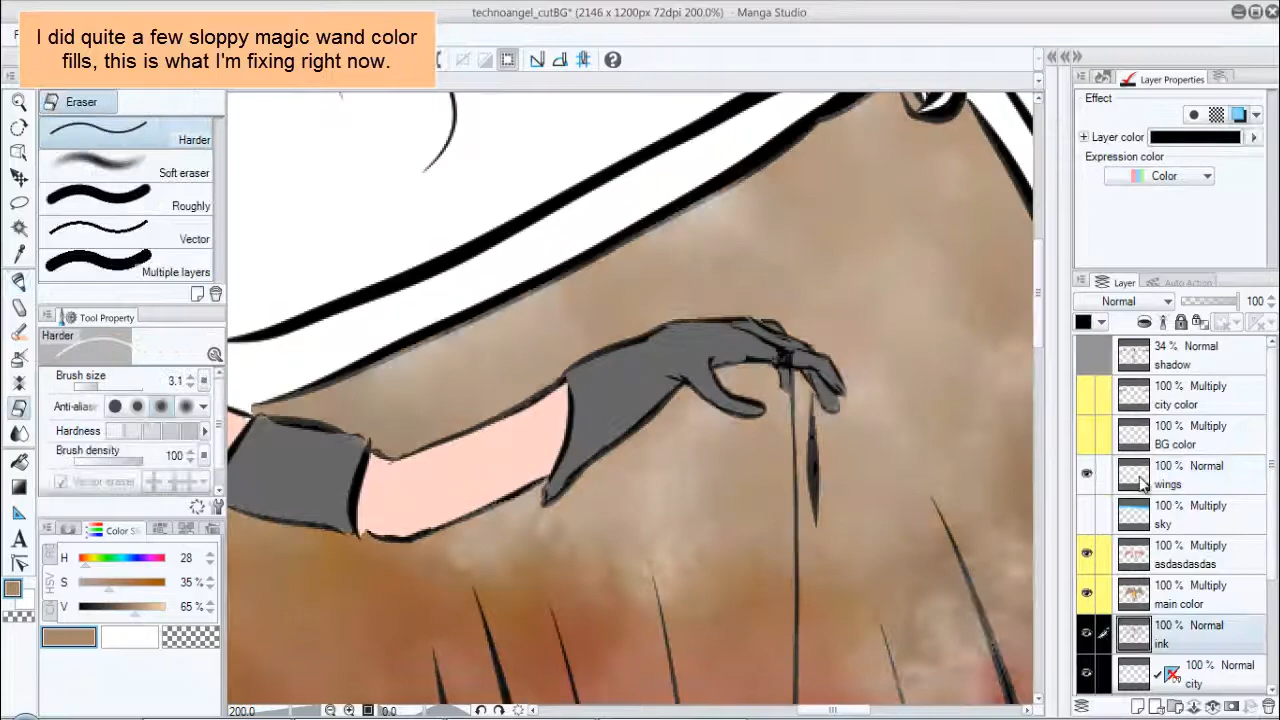 technoangel_cutBG* (2146 x 1200px 72dpi 200.0%) - Manga Studio
I did quite a few sloppy magic wand color
fills, this is what I'm fixing right now.
Eraser
Harder
Soft eraser
Roughly
Vector
Multiple layers
Tool Property
Harder
Brush size 3.1
Anti-alias
Hardness
Brush density 100
Vector eraser
Color
H 28
S 35 %
V 65 %
HSV
200.0
0.0
Layer Properties
Effect
Layer color
Expression color
Color
Layer
Auto Action
Normal 100
34 % Normal
shadow
100 % Multiply
city color
100 % Multiply
BG color
100 % Normal
wings
100 % Multiply
sky
100 % Multiply
asdasdasdas
100 % Multiply
main color
100 % Normal
ink
100 % Normal
city